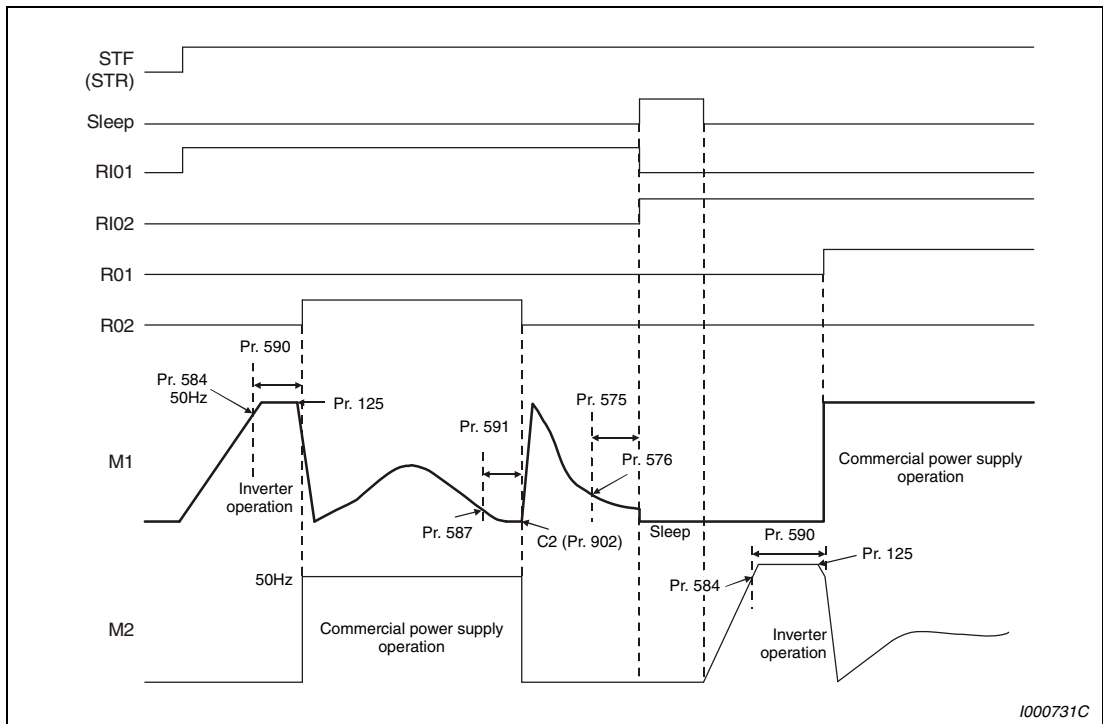 STF
(STR)
Sleep
RI01
RI02
R01
R02
Pr. 590
Pr. 584
50Hz
Pr. 125
Pr. 575
Pr. 591
Pr. 576
M1
Inverter
operation
Commercial power supply
operation
Pr. 587
C2 (Pr. 902)
Sleep
Pr. 590
Pr. 125
50Hz
Pr. 584
M2
Commercial power supply
operation
Inverter
operation
I000731C